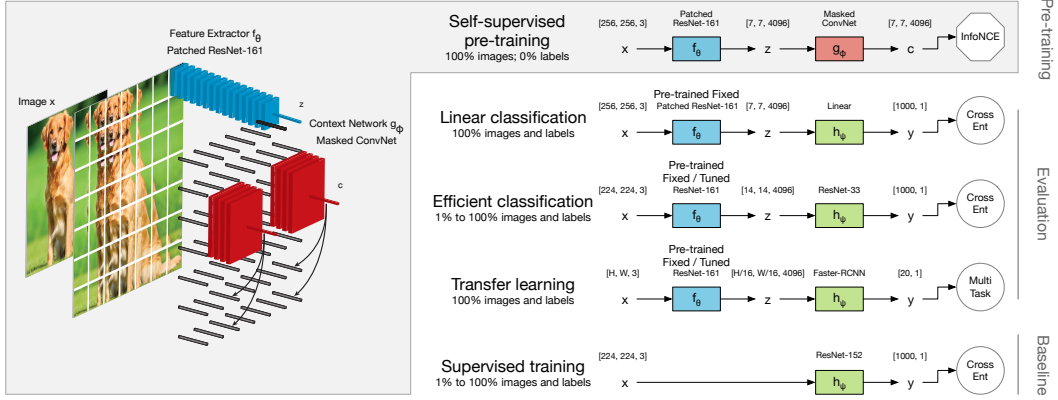 Feature Extractor fθ
Patched ResNet-161
Image x
z
Context Network gϕ
Masked ConvNet
c
Self-supervised
pre-training
100% images; 0% labels
[256, 256, 3]
Patched
ResNet-161
[7, 7, 4096]
Masked
ConvNet
[7, 7, 4096]
x
fθ
z
gϕ
c
InfoNCE
Pre-training
Linear classification
100% images and labels
Pre-trained Fixed
[256, 256, 3]
Patched ResNet-161
[7, 7, 4096]
Linear
[1000, 1]
x
fθ
z
hψ
y
Cross
Ent
Efficient classification
1% to 100% images and labels
Pre-trained
Fixed / Tuned
[224, 224, 3]
ResNet-161
[14, 14, 4096]
ResNet-33
[1000, 1]
x
fθ
z
hψ
y
Cross
Ent
Transfer learning
100% images and labels
Pre-trained
Fixed / Tuned
[H, W, 3]
ResNet-161
[H/16, W/16, 4096]
Faster-RCNN
[20, 1]
x
fθ
z
hψ
y
Multi
Task
Evaluation
Supervised training
1% to 100% images and labels
[224, 224, 3]
ResNet-152
[1000, 1]
x
hψ
y
Cross
Ent
Baseline